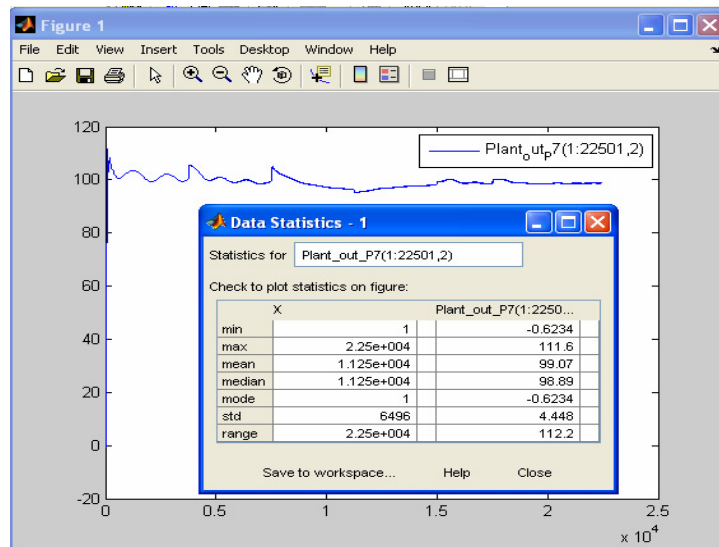 Figure 1
File Edit View Insert Tools Desktop Window Help
120
Plant_out_P7(1:22501,2)
100
80
Data Statistics - 1
Statistics for Plant_out_P7(1:22501,2)
Check to plot statistics on figure:
X Plant_out_P7(1:2250...
min 1 -0.6234
max 2.25e+004 111.6
mean 1.125e+004 99.07
median 1.125e+004 98.89
mode 1 -0.6234
std 6496 4.448
range 2.25e+004 112.2
Save to workspace... Help Close
60
40
20
0
-20
0 0.5 1 1.5 2 2.5
x 10^4